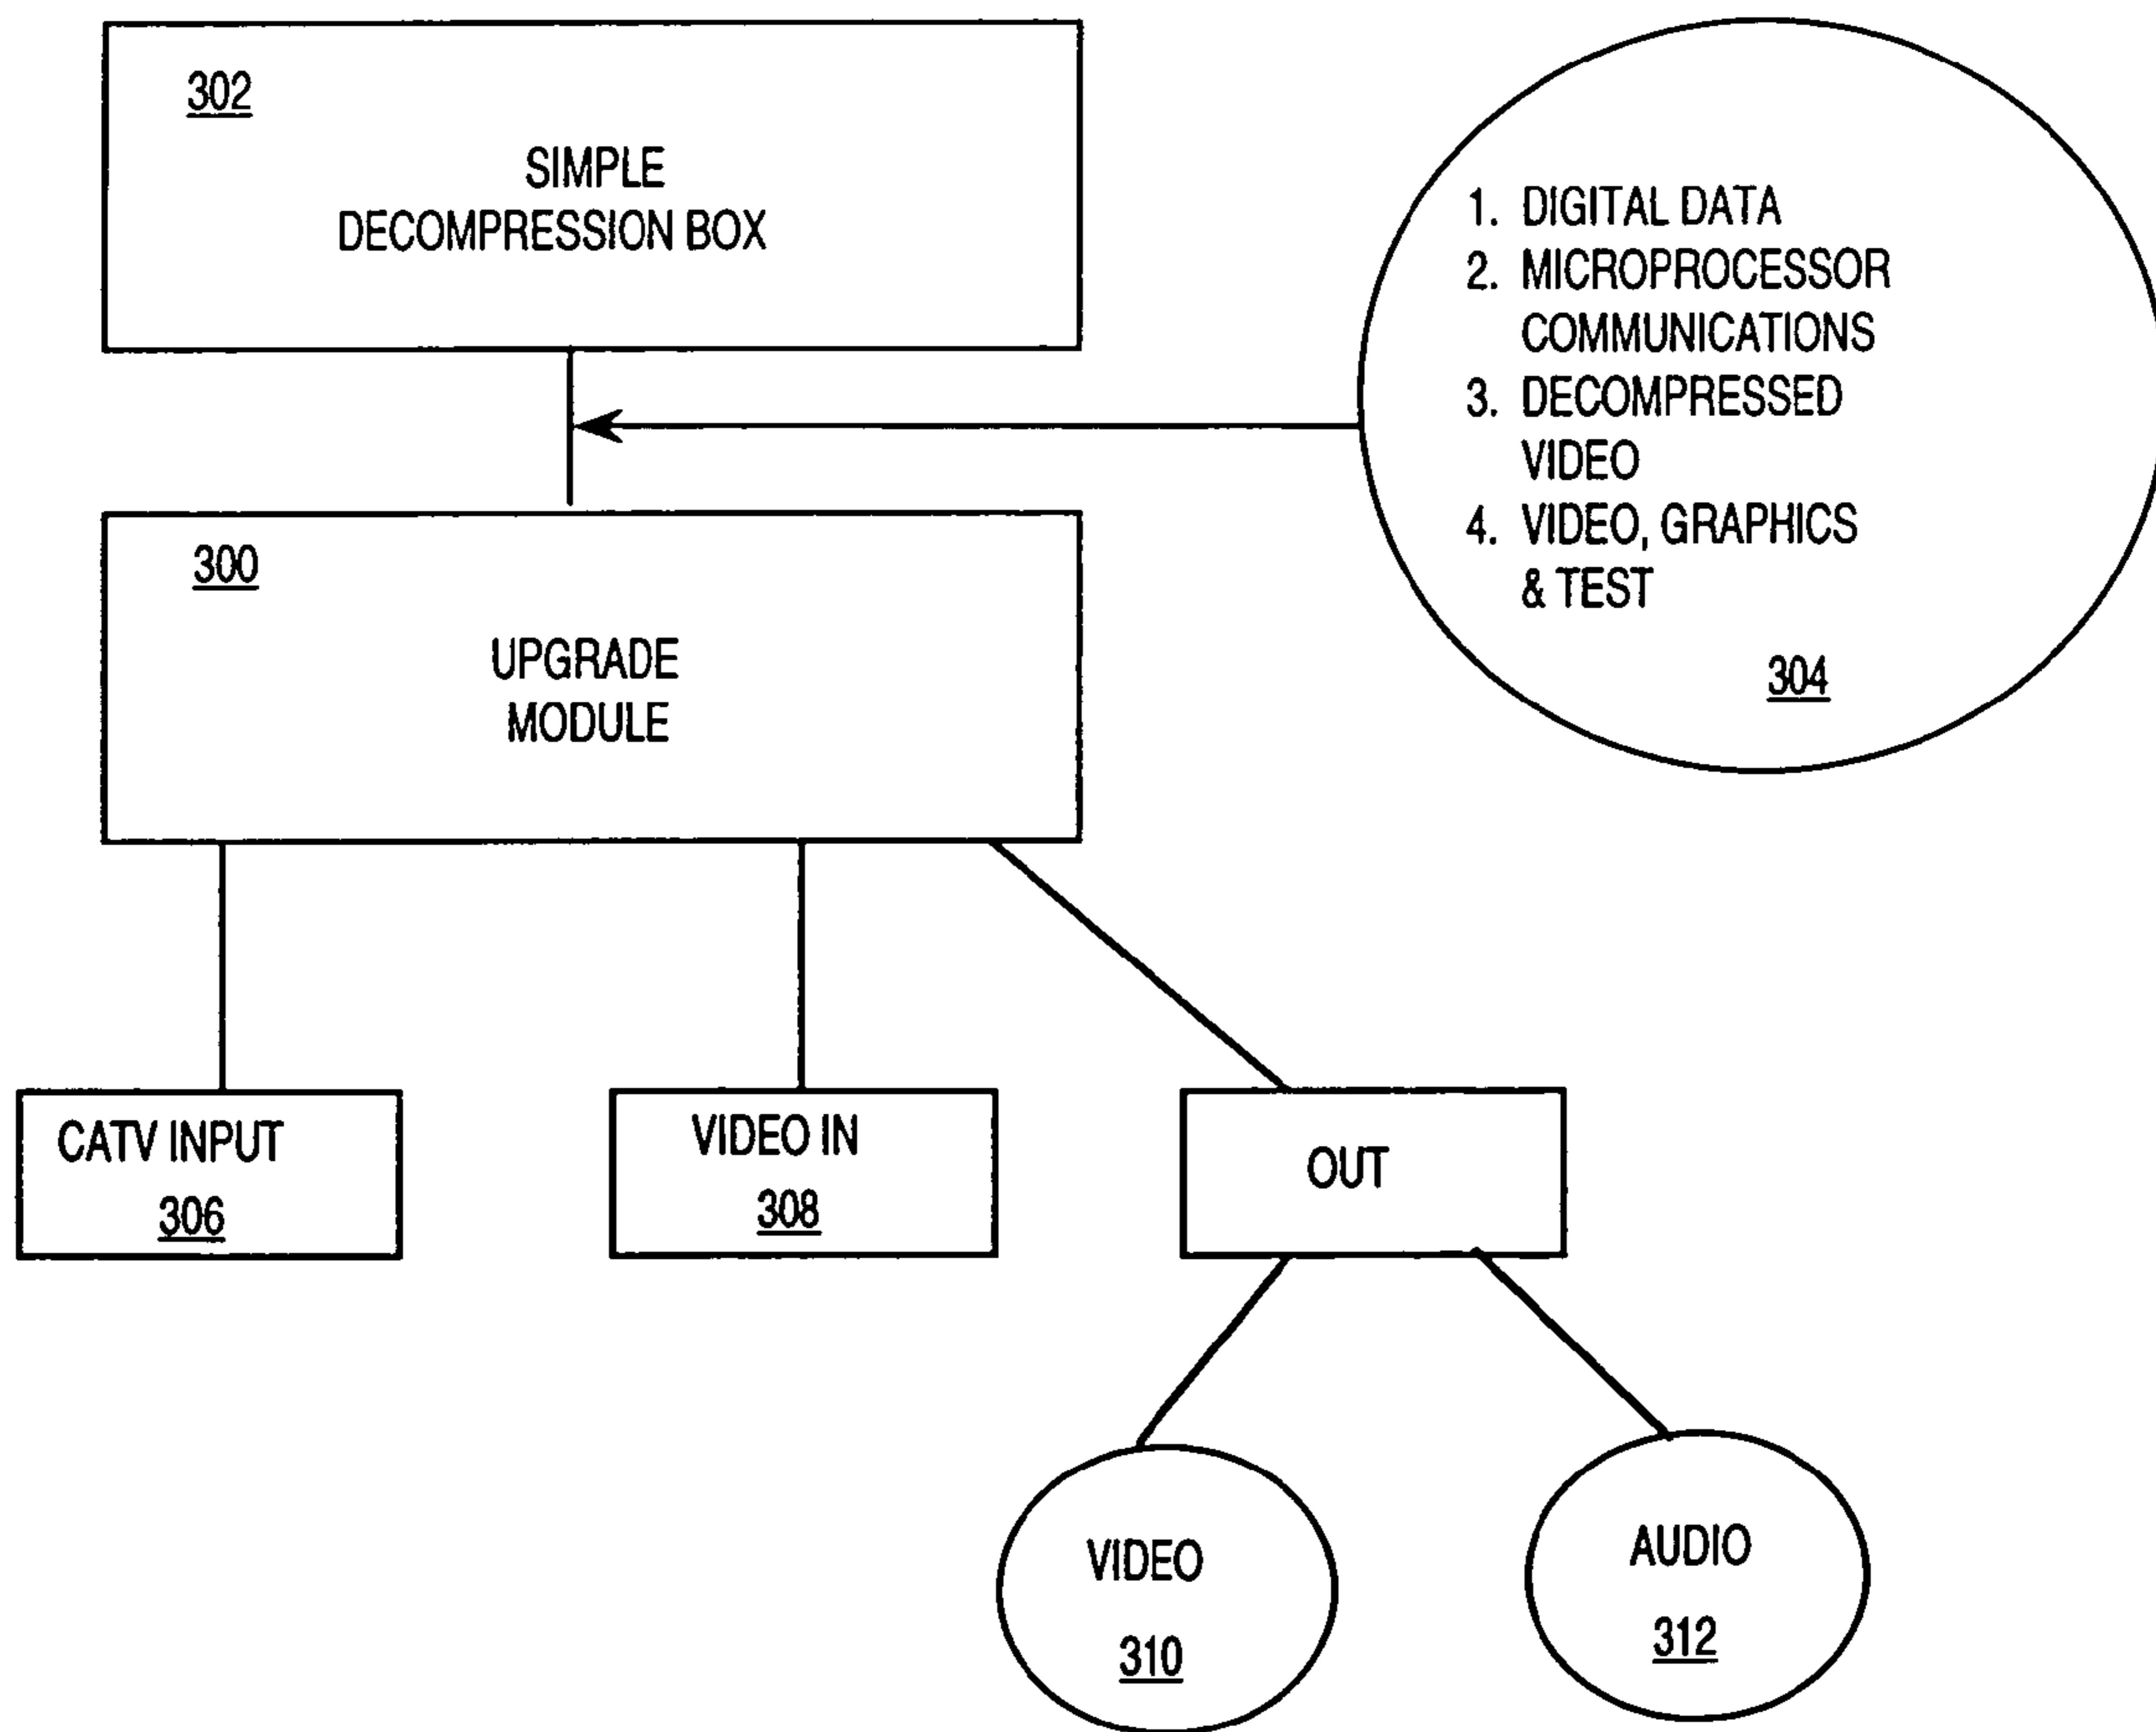 302
SIMPLE
DECOMPRESSION BOX
1. DIGITAL DATA
2. MICROPROCESSOR
COMMUNICATIONS
3. DECOMPRESSED
VIDEO
4. VIDEO, GRAPHICS
& TEST
304
300
UPGRADE
MODULE
CATV INPUT
306
VIDEO IN
308
OUT
VIDEO
310
AUDIO
312